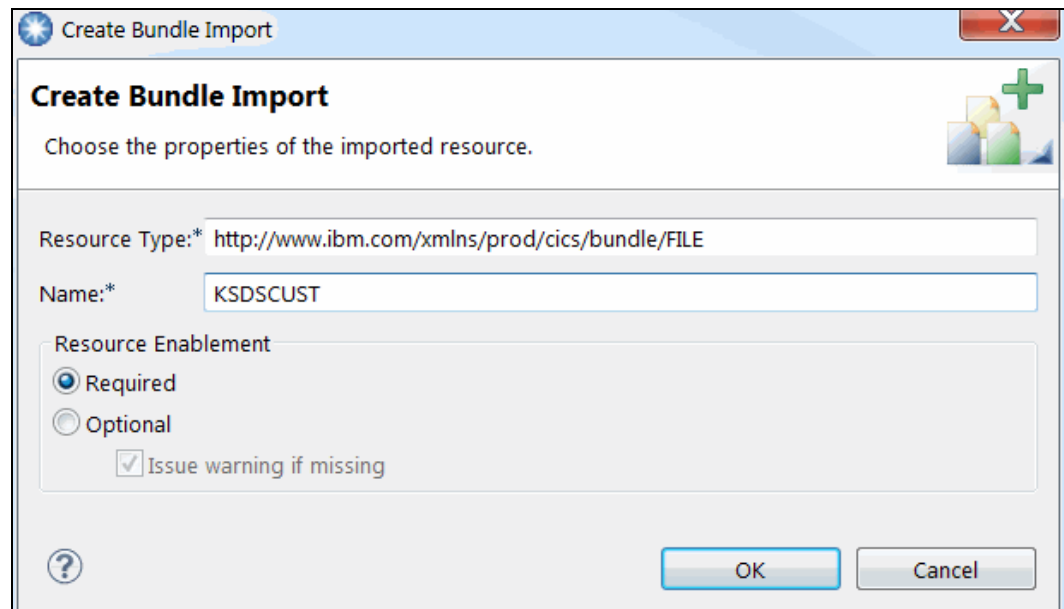 Create Bundle Import
X
Create Bundle Import
Choose the properties of the imported resource.
Resource Type:* http://www.ibm.com/xmlns/prod/cics/bundle/FILE
Name:* KSDSCUST
Resource Enablement
Required
Optional
Issue warning if missing
? OK Cancel